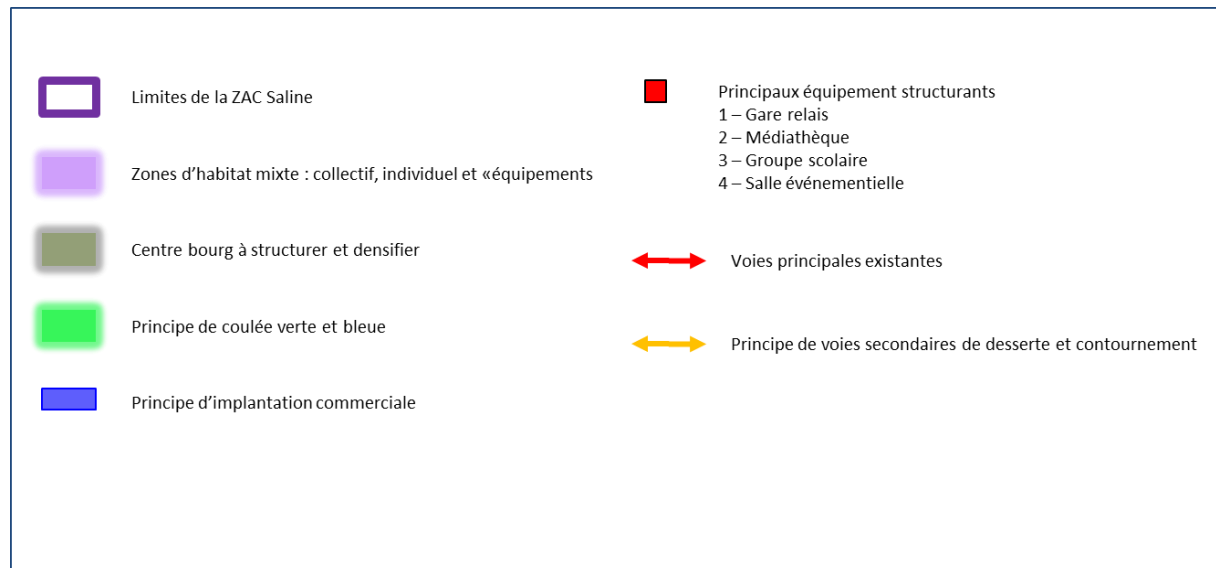 Limites de la ZAC Saline
Zones d’habitat mixte : collectif, individuel et «équipements
Centre bourg à structurer et densifier
Principe de coulée verte et bleue
Principe d’implantation commerciale
Principaux équipement structurants
1 – Gare relais
2 – Médiathèque
3 – Groupe scolaire
4 – Salle événementielle
Voies principales existantes
Principe de voies secondaires de desserte et contournement